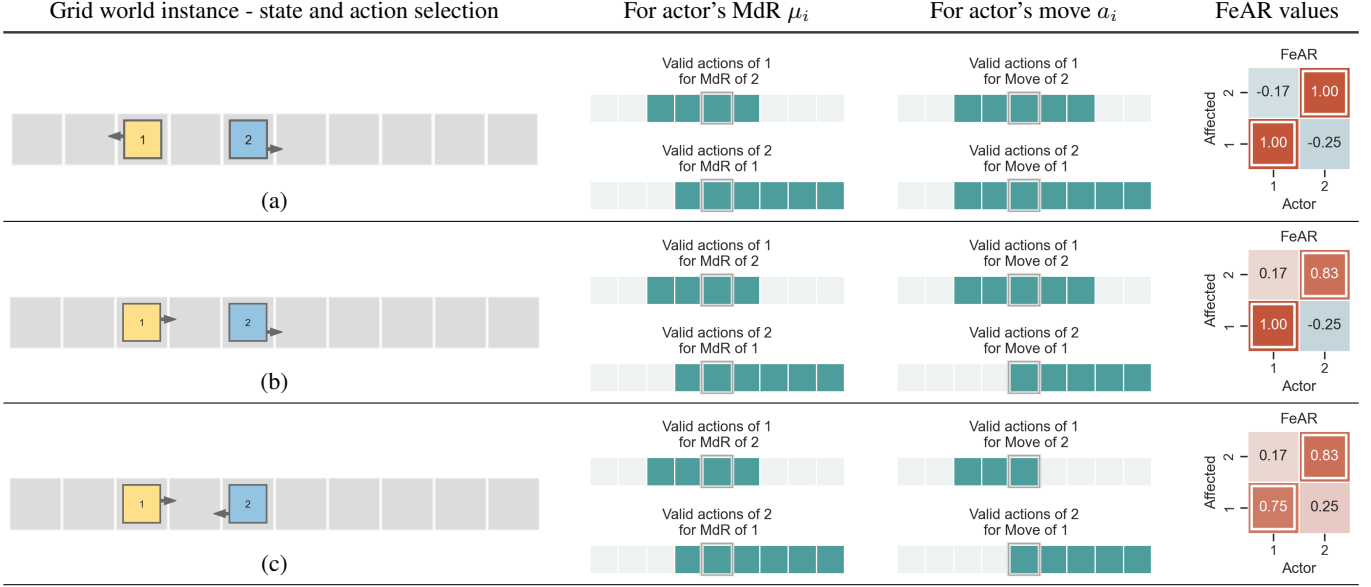 Grid world instance - state and action selection
For actor's MdR μᵢ
For actor's move aᵢ
FeAR values
1
2
(a)
Valid actions of 1
for MdR of 2
Valid actions of 2
for MdR of 1
Valid actions of 1
for Move of 2
Valid actions of 2
for Move of 1
FeAR
Affected
2
-0.17
1.00
1
1.00
-0.25
1
2
Actor
1
2
(b)
Valid actions of 1
for MdR of 2
Valid actions of 2
for MdR of 1
Valid actions of 1
for Move of 2
Valid actions of 2
for Move of 1
FeAR
Affected
2
0.17
0.83
1
1.00
-0.25
1
2
Actor
1
2
(c)
Valid actions of 1
for MdR of 2
Valid actions of 2
for MdR of 1
Valid actions of 1
for Move of 2
Valid actions of 2
for Move of 1
FeAR
Affected
2
0.17
0.83
1
0.75
0.25
1
2
Actor